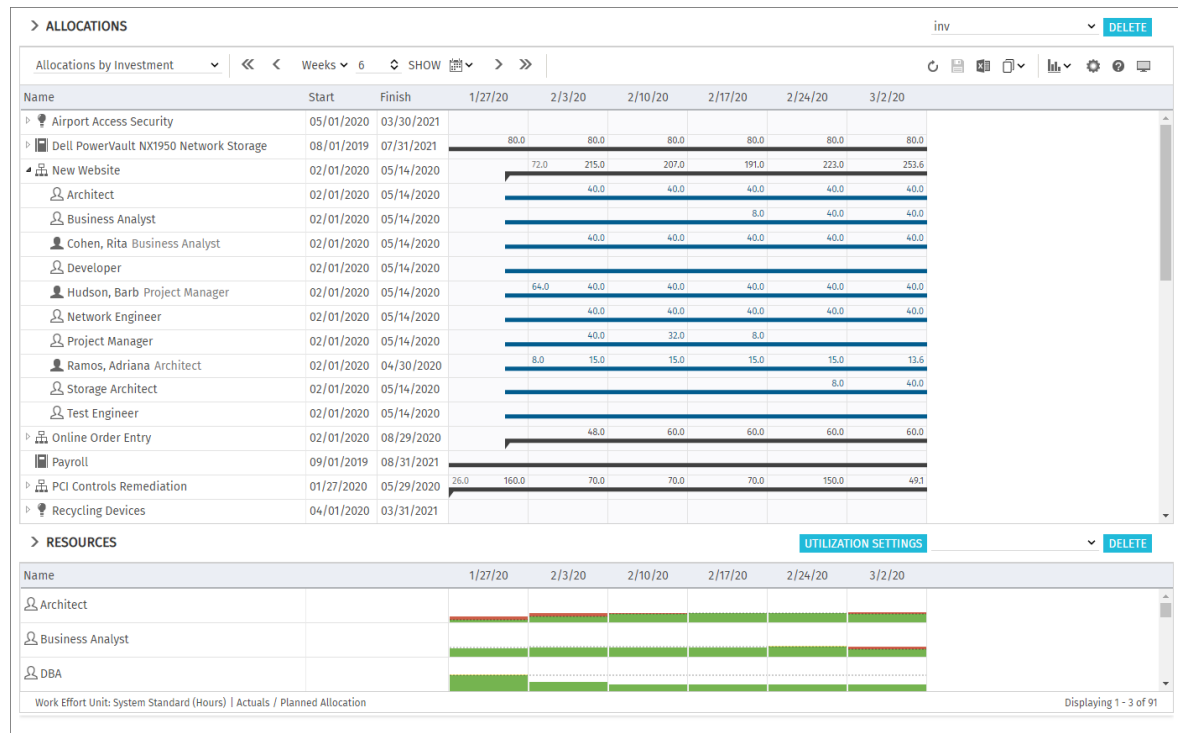 ALLOCATIONS inv DELETE
Allocations by Investment Weeks 6 SHOW
Name Start Finish 1/27/20 2/3/20 2/10/20 2/17/20 2/24/20 3/2/20
Airport Access Security 05/01/2020 03/30/2021
Dell PowerVault NX1950 Network Storage 08/01/2019 07/31/2021 80.0 80.0 80.0 80.0 80.0 80.0
New Website 02/01/2020 05/14/2020 72.0 215.0 207.0 191.0 223.0 253.6
Architect 02/01/2020 05/14/2020 40.0 40.0 40.0 40.0 40.0
Business Analyst 02/01/2020 05/14/2020 8.0 40.0 40.0
Cohen, Rita Business Analyst 02/01/2020 05/14/2020 40.0 40.0 40.0 40.0 40.0
Developer 02/01/2020 05/14/2020
Hudson, Barb Project Manager 02/01/2020 05/14/2020 64.0 40.0 40.0 40.0 40.0 40.0
Network Engineer 02/01/2020 05/14/2020 40.0 40.0 40.0 40.0 40.0
Project Manager 02/01/2020 05/14/2020 40.0 32.0 8.0
Ramos, Adriana Architect 02/01/2020 04/30/2020 8.0 15.0 15.0 15.0 15.0 13.6
Storage Architect 02/01/2020 05/14/2020 8.0 40.0
Test Engineer 02/01/2020 05/14/2020
Online Order Entry 02/01/2020 08/29/2020 48.0 60.0 60.0 60.0 60.0
Payroll 09/01/2019 08/31/2021
PCI Controls Remediation 01/27/2020 05/29/2020 26.0 160.0 70.0 70.0 70.0 150.0 49.1
Recycling Devices 04/01/2020 03/31/2021
RESOURCES UTILIZATION SETTINGS DELETE
Name 1/27/20 2/3/20 2/10/20 2/17/20 2/24/20 3/2/20
Architect
Business Analyst
DBA
Work Effort Unit: System Standard (Hours) | Actuals / Planned Allocation Displaying 1 - 3 of 91